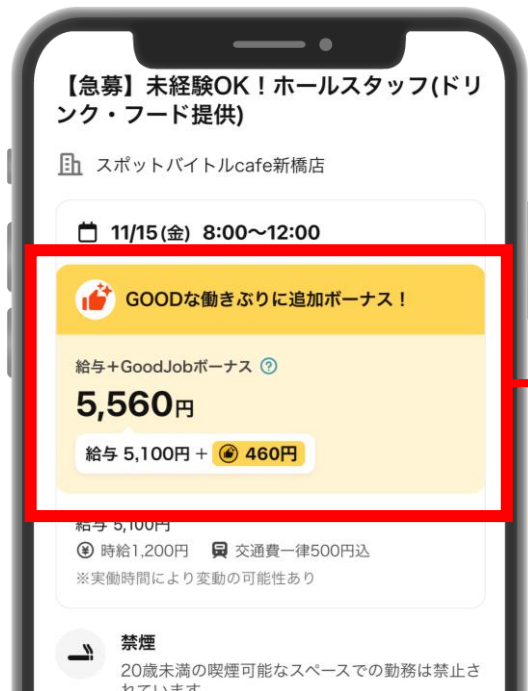 【急募】未経験OK！ホールスタッフ(ドリ
ンク・フード提供)
スポットバイトルcafe新橋店
11/15(金) 8:00〜12:00
GOODな働きぶりに追加ボーナス！
給与+GoodJobボーナス ?
5,560円
給与 5,100円 + 460円
給与 5,100円
時給1,200円 交通費一律500円込
※実働時間により変動の可能性あり
禁煙
20歳未満の喫煙可能なスペースでの勤務は禁止さ
れています